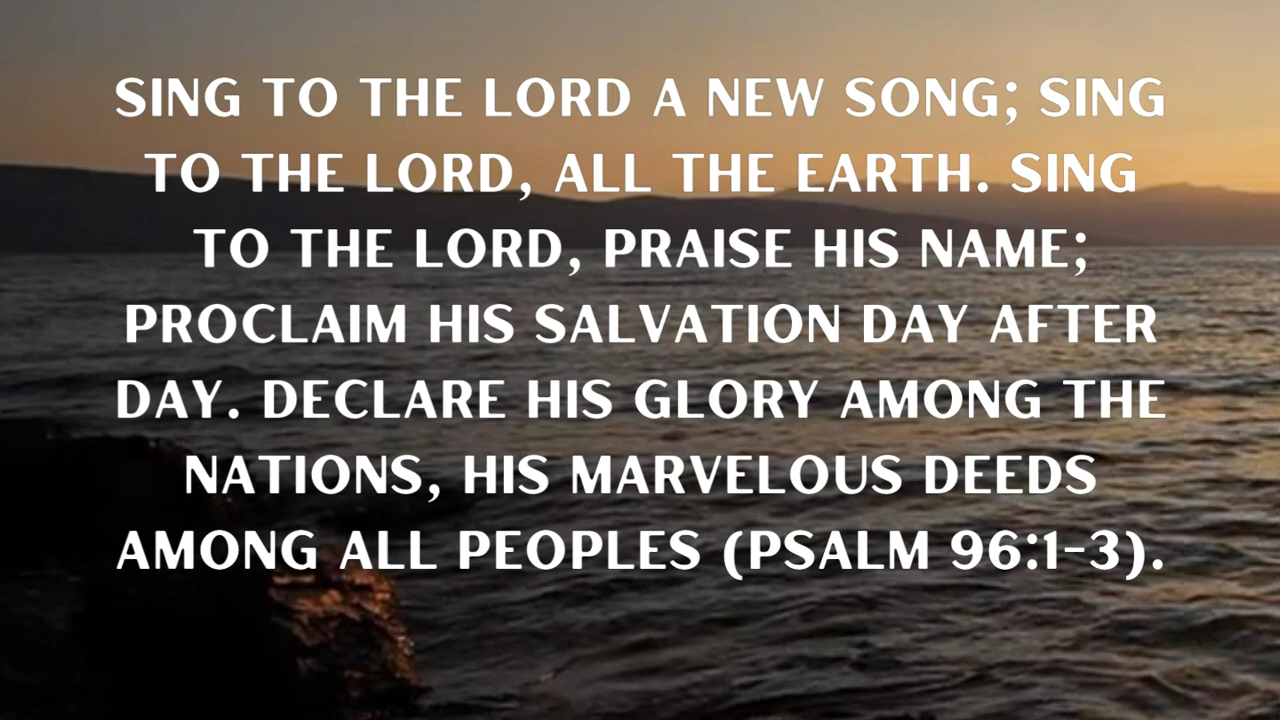 SING TO THE LORD A NEW SONG; SING
TO THE LORD, ALL THE EARTH. SING
TO THE LORD, PRAISE HIS NAME;
PROCLAIM HIS SALVATION DAY AFTER
DAY. DECLARE HIS GLORY AMONG THE
NATIONS, HIS MARVELOUS DEEDS
AMONG ALL PEOPLES (PSALM 96:1-3).